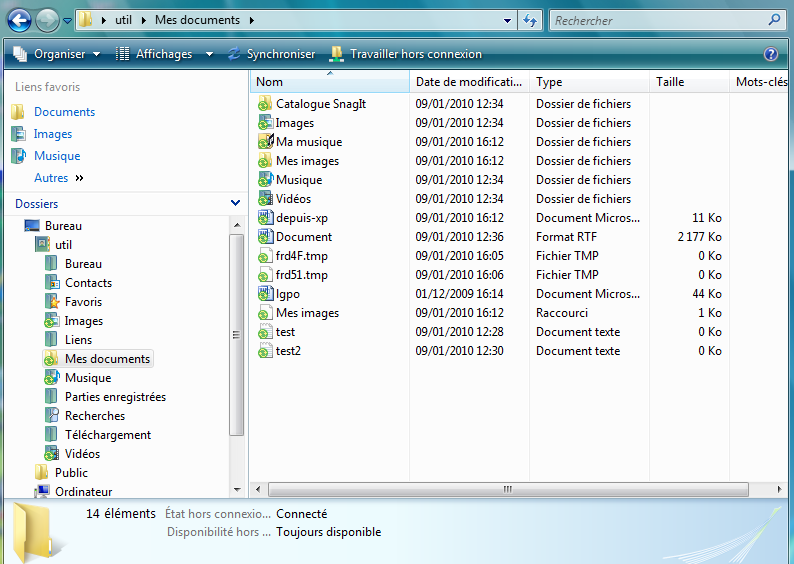 util Mes documents Rechercher
Organiser Affichages Synchroniser Travailler hors connexion
Liens favoris
Documents
Images
Musique
Autres »
Dossiers
Bureau
util
Bureau
Contacts
Favoris
Images
Liens
Mes documents
Musique
Parties enregistrées
Recherches
Téléchargement
Vidéos
Public
Ordinateur
Nom Date de modificati... Type Taille Mots-clés
Catalogue SnagIt 09/01/2010 12:34 Dossier de fichiers
Images 09/01/2010 12:34 Dossier de fichiers
Ma musique 09/01/2010 16:12 Dossier de fichiers
Mes images 09/01/2010 16:12 Dossier de fichiers
Musique 09/01/2010 12:34 Dossier de fichiers
Vidéos 09/01/2010 12:34 Dossier de fichiers
depuis-xp 09/01/2010 16:12 Document Micros... 11 Ko
Document 09/01/2010 12:36 Format RTF 2 177 Ko
frd4F.tmp 09/01/2010 16:05 Fichier TMP 0 Ko
frd51.tmp 09/01/2010 16:06 Fichier TMP 0 Ko
lgpo 01/12/2009 16:14 Document Micros... 44 Ko
Mes images 09/01/2010 16:12 Raccourci 1 Ko
test 09/01/2010 12:28 Document texte 0 Ko
test2 09/01/2010 12:30 Document texte 0 Ko
14 éléments État hors connexio... Connecté
Disponibilité hors ... Toujours disponible